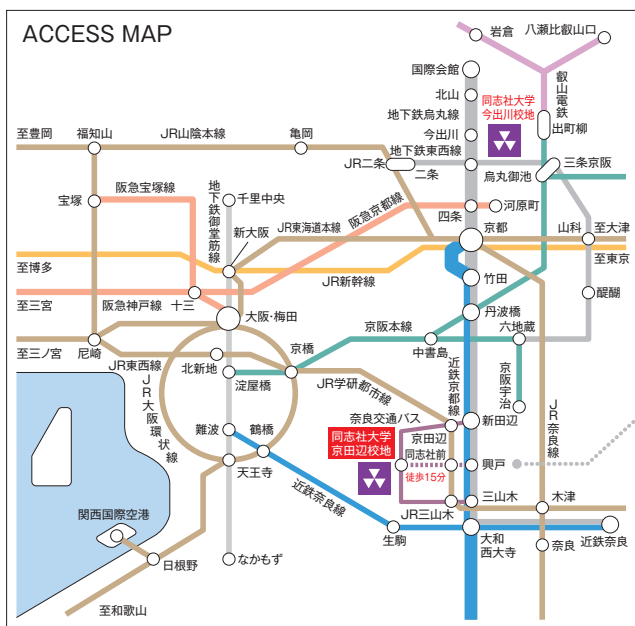 ACCESS MAP
岩倉
八瀬比叡山口
国際会館
叡山電鉄
北山
同志社大学
今出川校地
地下鉄烏丸線
出町柳
今出川
至豊岡
福知山
JR山陰本線
亀岡
地下鉄東西線
三条京阪
JR二条
二条
烏丸御池
阪急宝塚線
地下鉄御堂筋線
千里中央
宝塚
阪急京都線
四条
河原町
新大阪
JR東海道本線
京都
山科
至大津
至博多
至東京
JR新幹線
竹田
至三宮
阪急神戸線
十三
醍醐
大阪・梅田
丹波橋
六地蔵
京阪本線
至三ノ宮
尼崎
京橋
中書島
JR東西線
北新地
淀屋橋
JR学研都市線
近鉄京都線
京阪宇治
JR奈良線
JR大阪環状線
奈良交通バス
難波
鶴橋
新田辺
同志社大学
京田辺校地
京田辺
同志社前
興戸
徒歩15分
天王寺
近鉄奈良線
三山木
木津
JR三山木
関西国際空港
日根野
なかもず
生駒
大和
西大寺
奈良
近鉄奈良
至和歌山